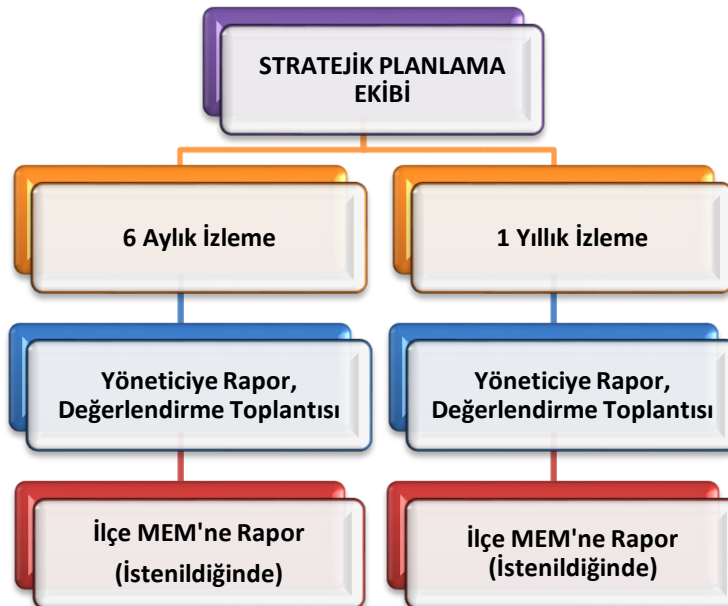 STRATEJİK PLANLAMA
EKİBİ
6 Aylık İzleme
1 Yıllık İzleme
Yöneticiye Rapor,
Değerlendirme Toplantısı
Yöneticiye Rapor,
Değerlendirme Toplantısı
İlçe MEM'ne Rapor
(İstenildiğinde)
İlçe MEM'ne Rapor
(İstenildiğinde)